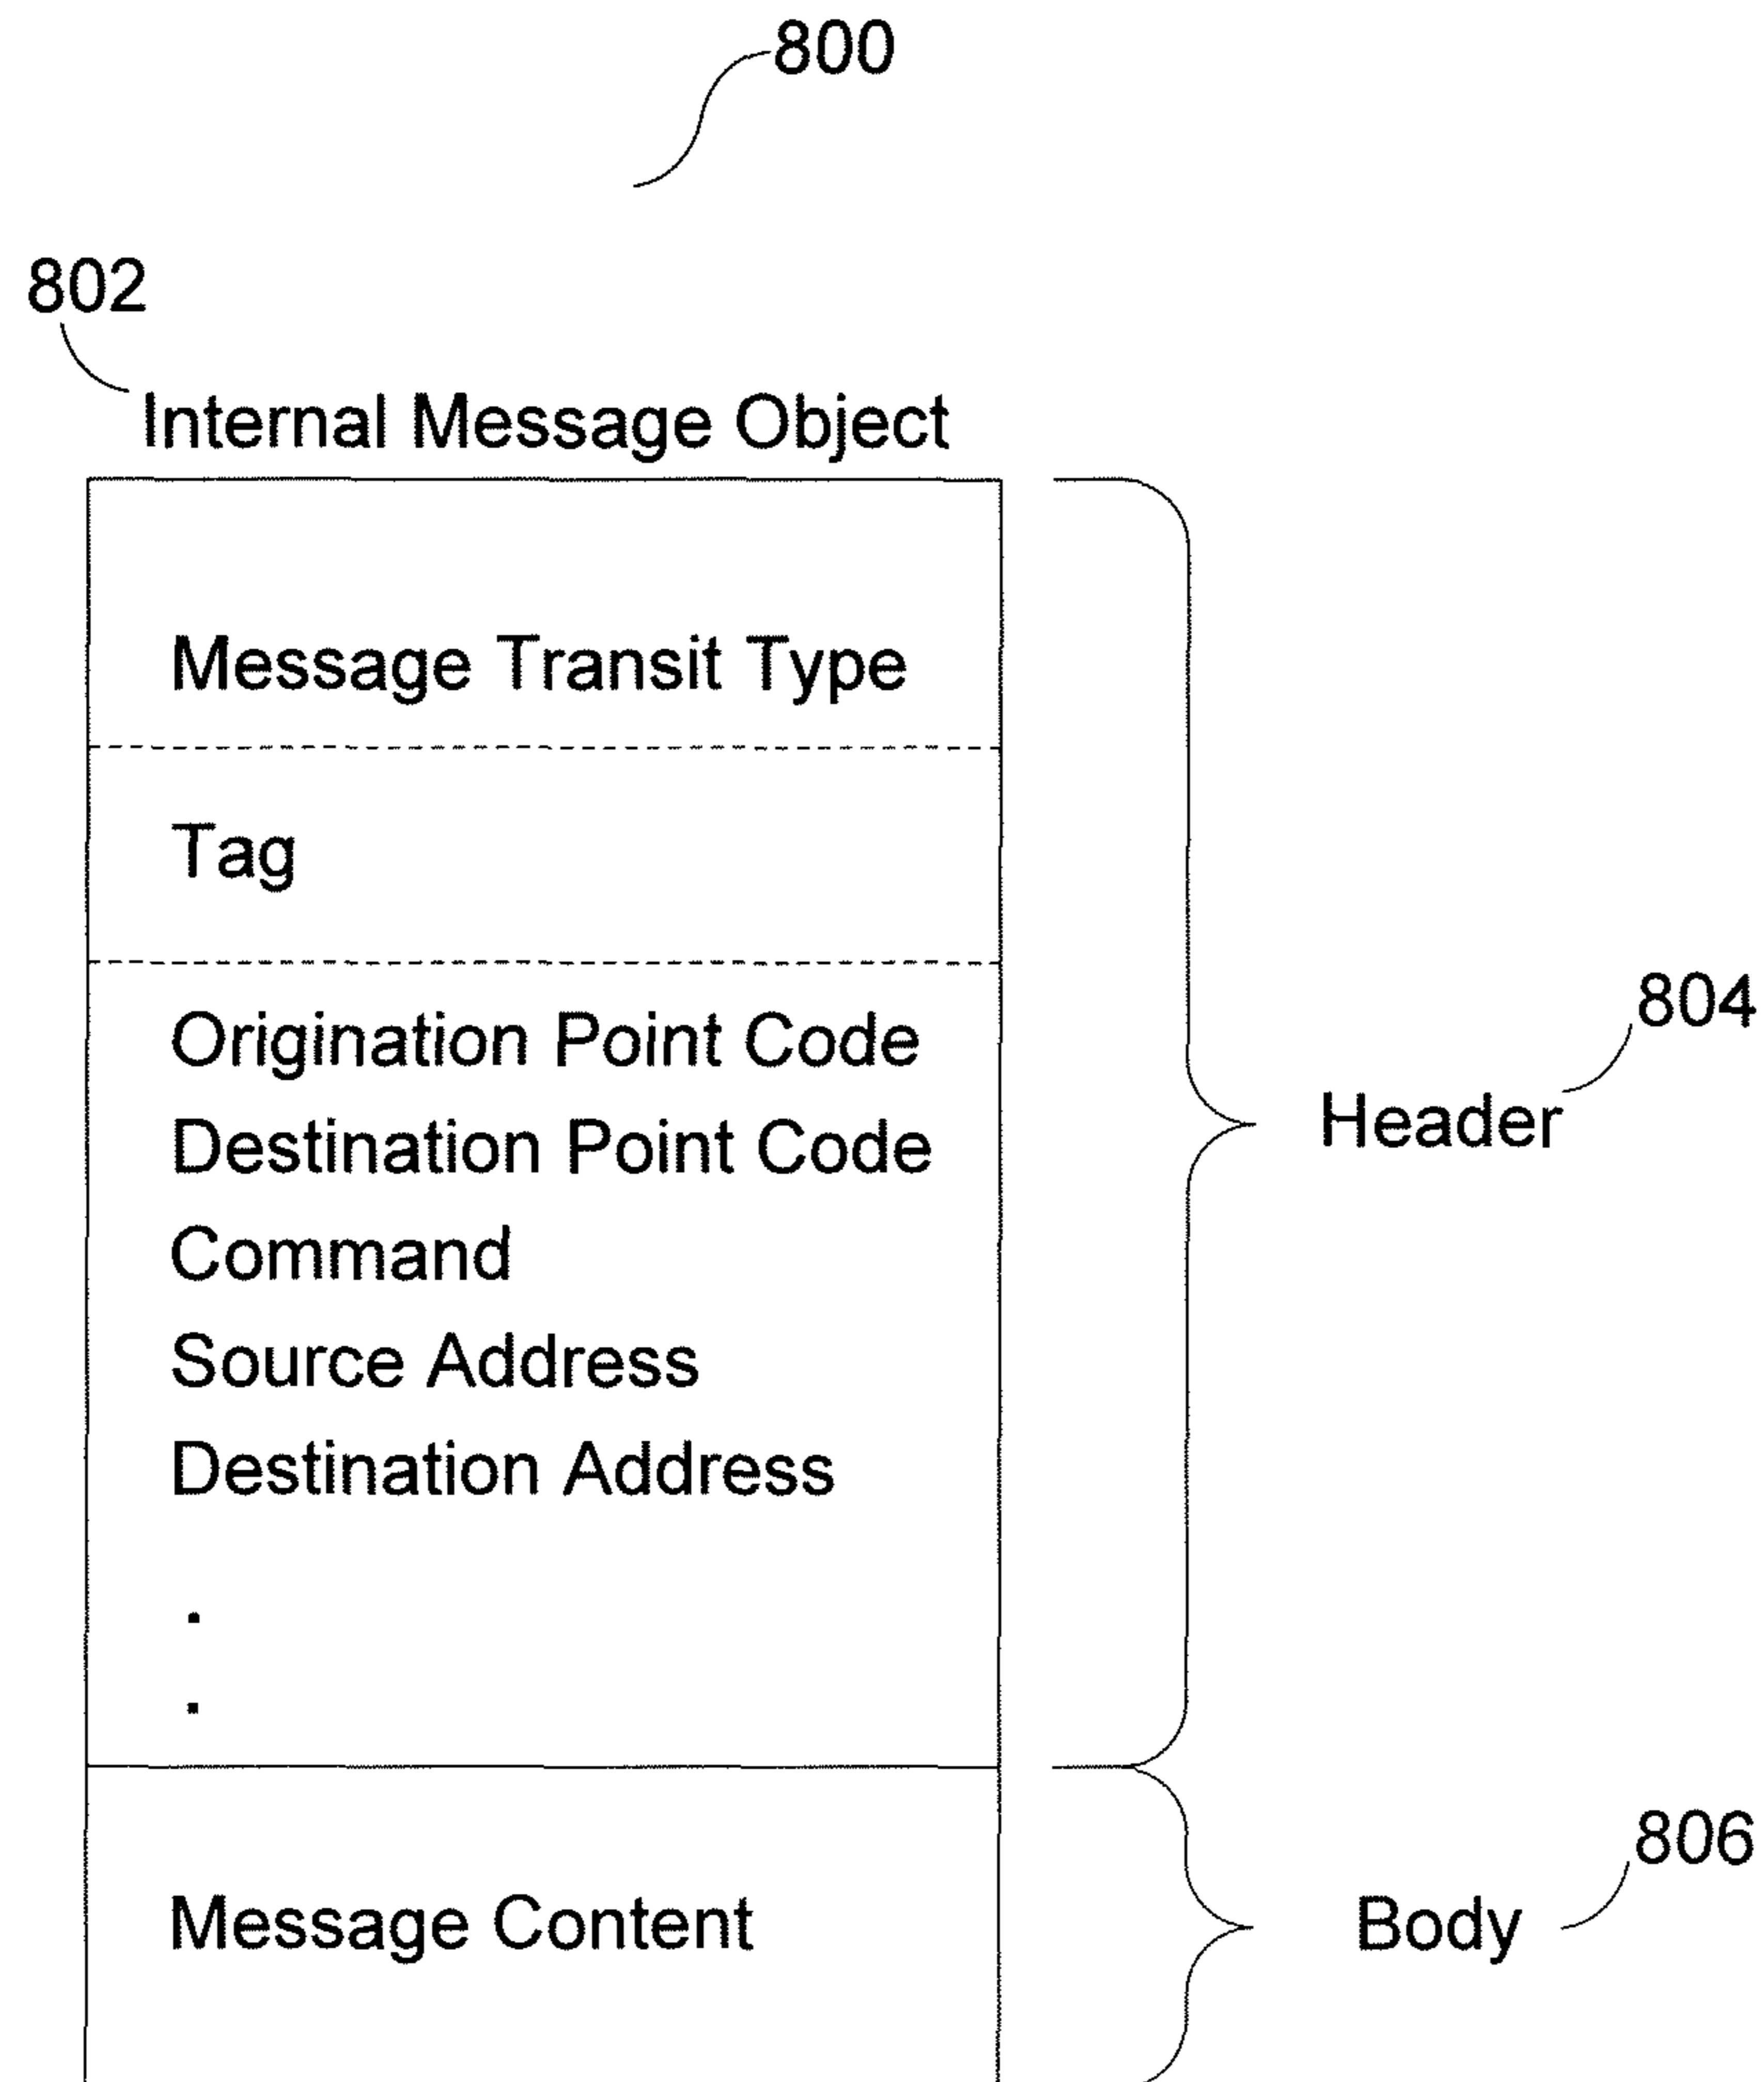 800
802
Internal Message Object
Message Transit Type
Tag
Origination Point Code
Destination Point Code
Command
Source Address
Destination Address
.
.
804
Header
Message Content
806
Body